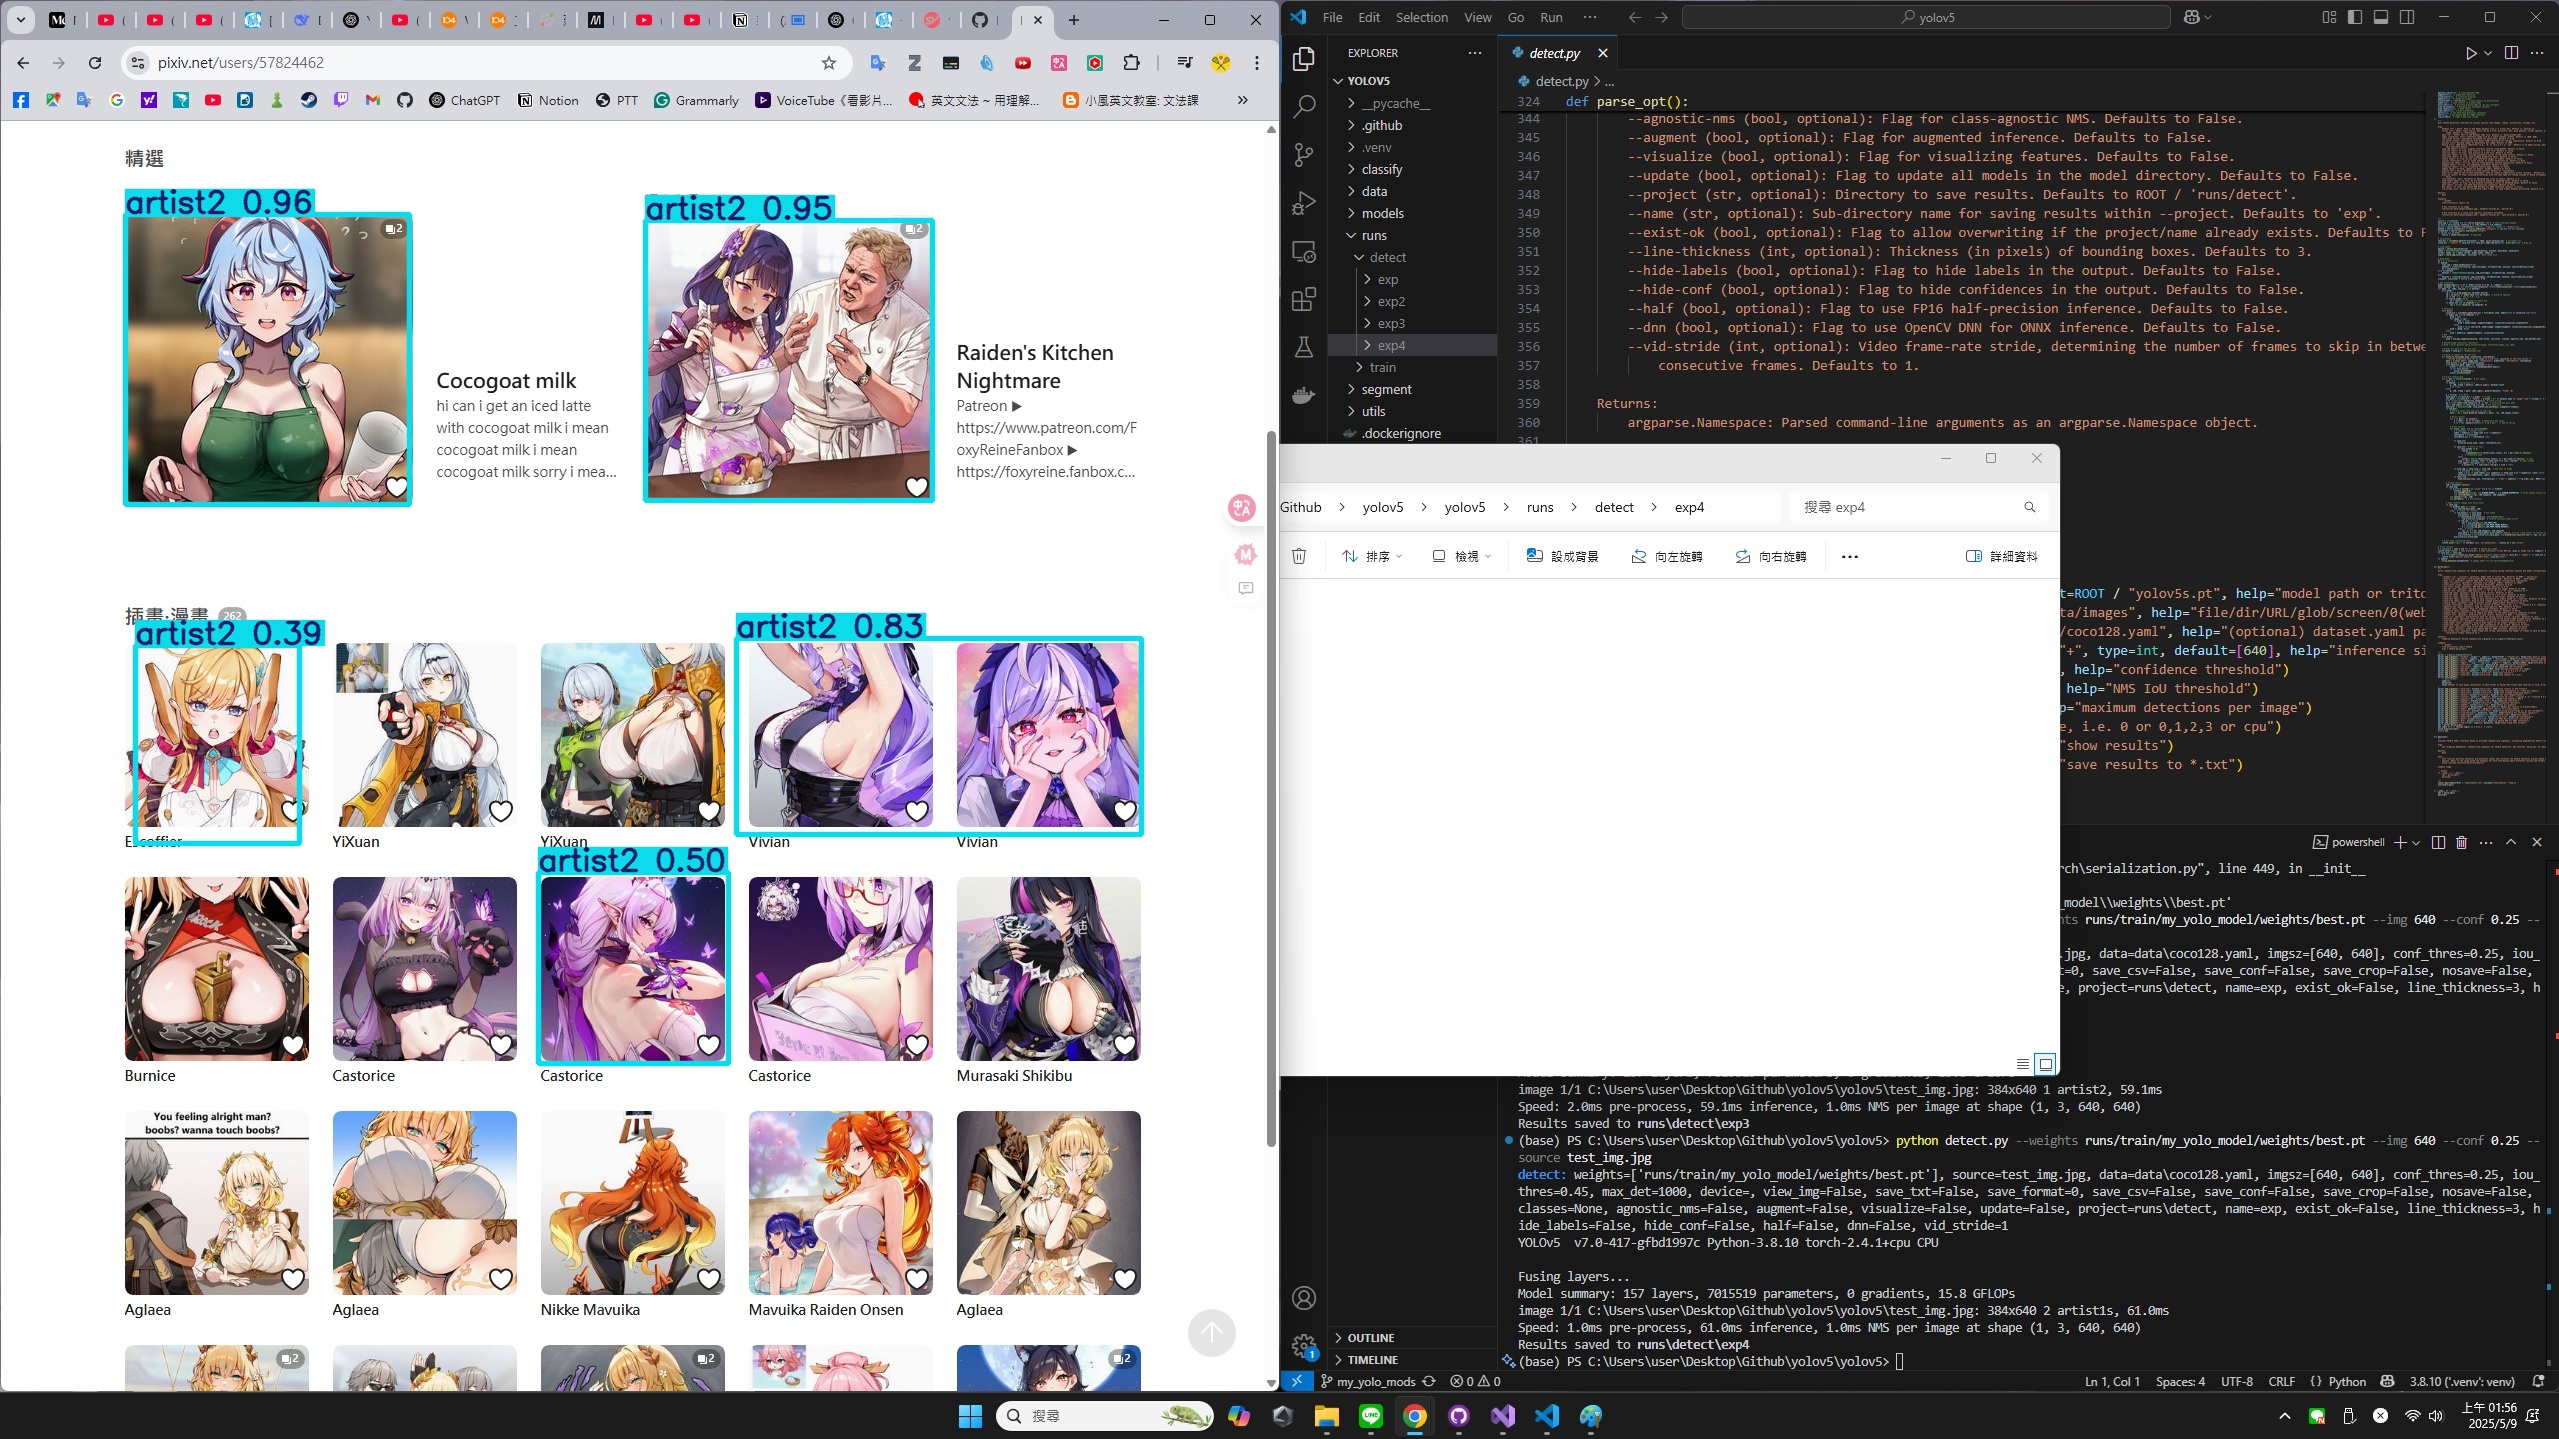 pixiv.net/users/57824462
ChatGPT
Notion
PTT
Grammarly
VoiceTube《看影片...
英文文法 ~ 用理解...
小風英文教室: 文法課
精選
artist2 0.96
2
Cocogoat milk
hi can i get an iced latte
with cocogoat milk i mean
cocogoat milk i mean
cocogoat milk sorry i mea...
artist2 0.95
2
Raiden's Kitchen
Nightmare
Patreon ▶
https://www.patreon.com/F
oxyReineFanbox ▶
https://foxyreine.fanbox.c...
插畫·漫畫 262
artist2 0.39
artist2 0.83
Escoffier
YiXuan
YiXuan
Vivian
Vivian
artist2 0.50
Burnice
Castorice
Castorice
Castorice
Murasaki Shikibu
You feeling alright man?
boobs? wanna touch boobs?
Aglaea
Aglaea
Nikke Mavuika
Mavuika Raiden Onsen
Aglaea
2
2
2
File Edit Selection View Go Run ...
yolov5
EXPLORER
YOLOV5
__pycache__
.github
.venv
classify
data
models
runs
detect
exp
exp2
exp3
exp4
train
segment
utils
.dockerignore
OUTLINE
TIMELINE
detect.py
detect.py > ...
324 def parse_opt():
344 --agnostic-nms (bool, optional): Flag for class-agnostic NMS. Defaults to False.
345 --augment (bool, optional): Flag for augmented inference. Defaults to False.
346 --visualize (bool, optional): Flag for visualizing features. Defaults to False.
347 --update (bool, optional): Flag to update all models in the model directory. Defaults to False.
348 --project (str, optional): Directory to save results. Defaults to ROOT / 'runs/detect'.
349 --name (str, optional): Sub-directory name for saving results within --project. Defaults to 'exp'.
350 --exist-ok (bool, optional): Flag to allow overwriting if the project/name already exists. Defaults to F
351 --line-thickness (int, optional): Thickness (in pixels) of bounding boxes. Defaults to 3.
352 --hide-labels (bool, optional): Flag to hide labels in the output. Defaults to False.
353 --hide-conf (bool, optional): Flag to hide confidences in the output. Defaults to False.
354 --half (bool, optional): Flag to use FP16 half-precision inference. Defaults to False.
355 --dnn (bool, optional): Flag to use OpenCV DNN for ONNX inference. Defaults to False.
356 --vid-stride (int, optional): Video frame-rate stride, determining the number of frames to skip in betwe
357 consecutive frames. Defaults to 1.
358
359 Returns:
360 argparse.Namespace: Parsed command-line arguments as an argparse.Namespace object.
361
Github > yolov5 > yolov5 > runs > detect > exp4
搜尋 exp4
排序
檢視
設成背景
向左旋轉
向右旋轉
詳細資料
t=ROOT / "yolov5s.pt", help="model path or trito
ta/images", help="file/dir/URL/glob/screen/0(web
/coco128.yaml", help="(optional) dataset.yaml pa
"+", type=int, default=[640], help="inference si
, help="confidence threshold")
help="NMS IoU threshold")
p="maximum detections per image")
e, i.e. 0 or 0,1,2,3 or cpu")
"show results")
"save results to *.txt")
powershell
rch\serialization.py", line 449, in __init__
_model\\weights\\best.pt'
hts runs/train/my_yolo_model/weights/best.pt --img 640 --conf 0.25 --
.jpg, data=data\coco128.yaml, imgsz=[640, 640], conf_thres=0.25, iou_
t=0, save_csv=False, save_conf=False, save_crop=False, nosave=False,
e, project=runs\detect, name=exp, exist_ok=False, line_thickness=3, h
image 1/1 C:\Users\user\Desktop\Github\yolov5\yolov5\test_img.jpg: 384x640 1 artist2, 59.1ms
Speed: 2.0ms pre-process, 59.1ms inference, 1.0ms NMS per image at shape (1, 3, 640, 640)
Results saved to runs\detect\exp3
(base) PS C:\Users\user\Desktop\Github\yolov5\yolov5> python detect.py --weights runs/train/my_yolo_model/weights/best.pt --img 640 --conf 0.25 --
source test_img.jpg
detect: weights=['runs/train/my_yolo_model/weights/best.pt'], source=test_img.jpg, data=data\coco128.yaml, imgsz=[640, 640], conf_thres=0.25, iou_
thres=0.45, max_det=1000, device=, view_img=False, save_txt=False, save_format=0, save_csv=False, save_conf=False, save_crop=False, nosave=False,
classes=None, agnostic_nms=False, augment=False, visualize=False, update=False, project=runs\detect, name=exp, exist_ok=False, line_thickness=3, h
ide_labels=False, hide_conf=False, half=False, dnn=False, vid_stride=1
YOLOv5 v7.0-417-gfbd1997c Python-3.8.10 torch-2.4.1+cpu CPU
Fusing layers...
Model summary: 157 layers, 7015519 parameters, 0 gradients, 15.8 GFLOPs
image 1/1 C:\Users\user\Desktop\Github\yolov5\yolov5\test_img.jpg: 384x640 2 artist1s, 61.0ms
Speed: 1.0ms pre-process, 61.0ms inference, 1.0ms NMS per image at shape (1, 3, 640, 640)
Results saved to runs\detect\exp4
(base) PS C:\Users\user\Desktop\Github\yolov5\yolov5>
my_yolo_mods
0 0
Ln 1, Col 1 Spaces: 4 UTF-8 CRLF {} Python 3.8.10 ('.venv': venv)
搜尋
上午 01:56
2025/5/9